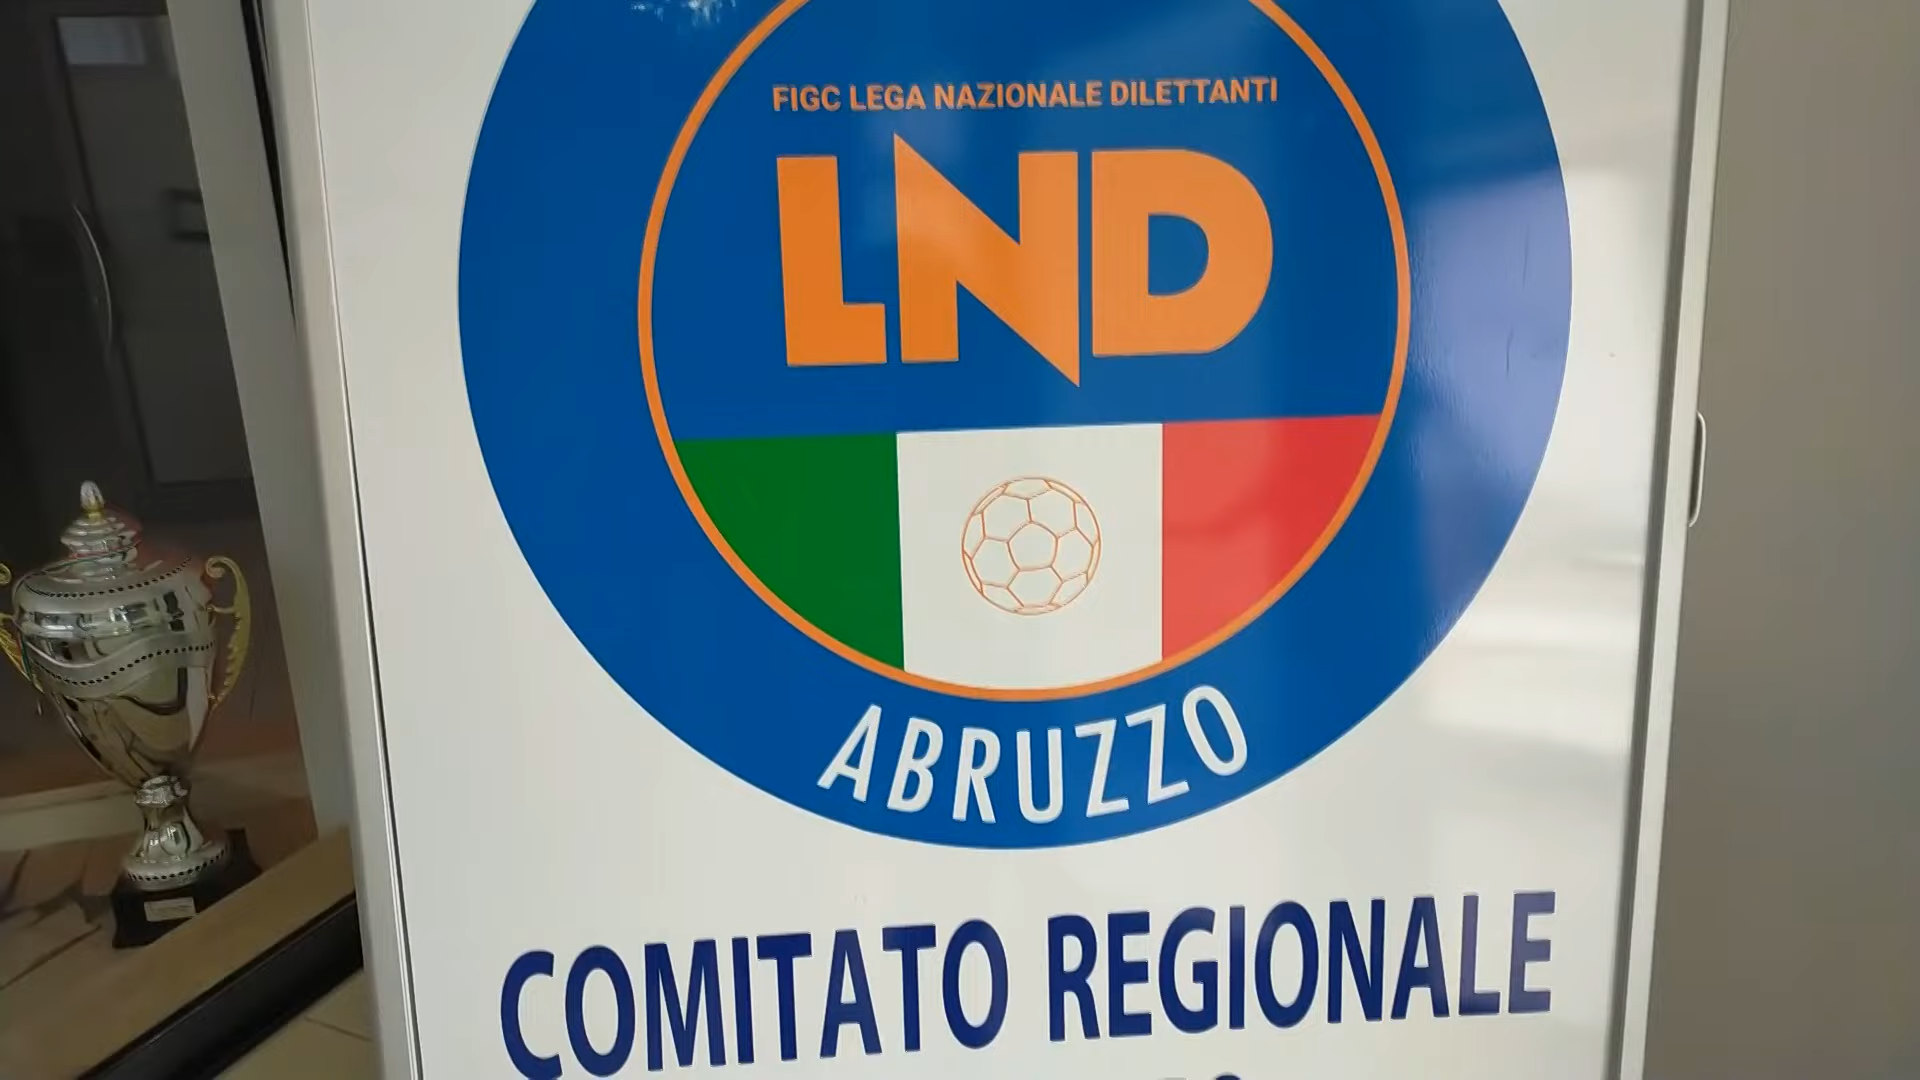 FIGC LEGA NAZIONALE DILETTANTI
LND
ABRUZZO
COMITATO REGIONALE